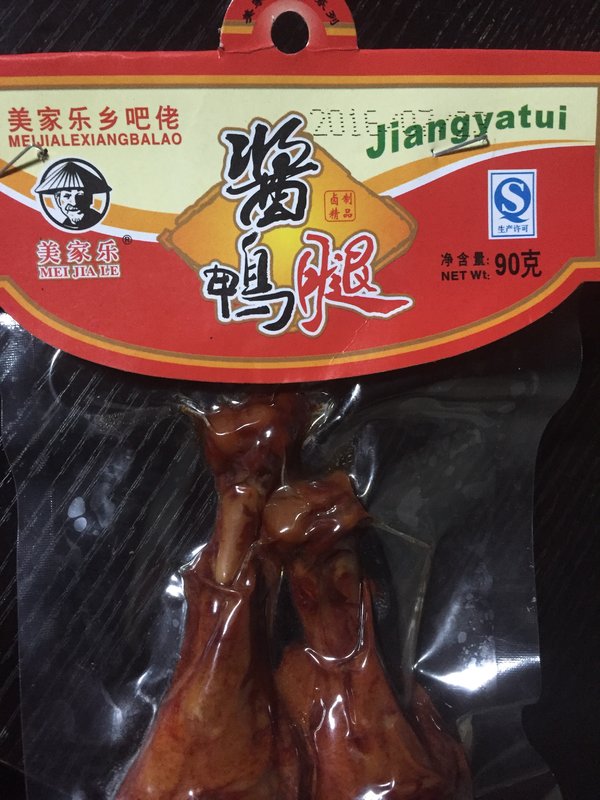 美家乐乡吧佬
MEIJIALEXIANGBALAO
Jiangyatui
酱鸭腿
卤制
精品
美家乐®
MEI JIA LE
S
生产许可
净含量:
NET Wt:
90克